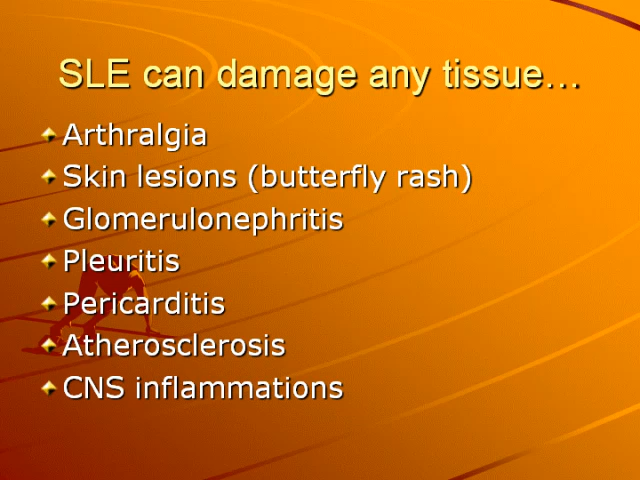 SLE can damage any tissue…
Arthralgia
Skin lesions (butterfly rash)
Glomerulonephritis
Pleuritis
Pericarditis
Atherosclerosis
CNS inflammations